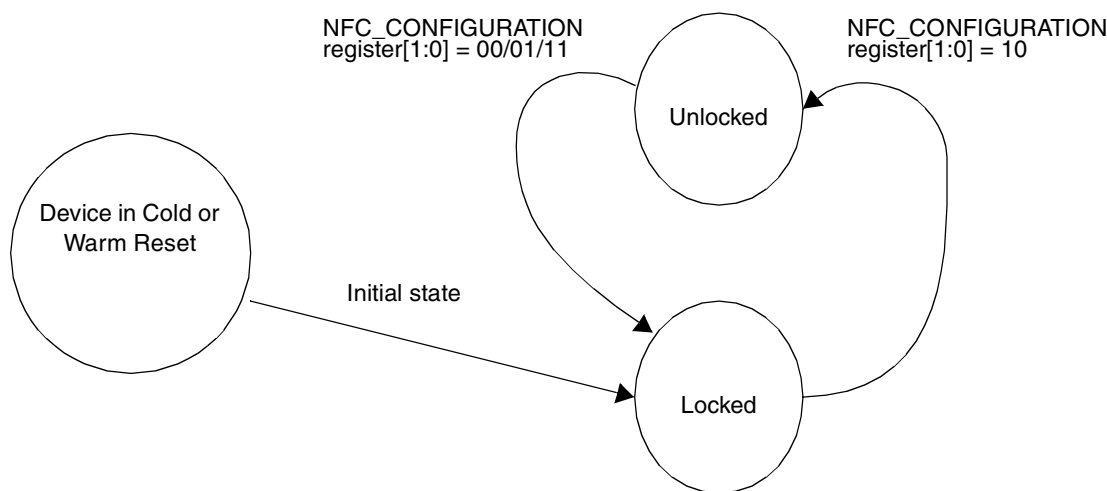 NFC_CONFIGURATION
register[1:0] = 00/01/11
NFC_CONFIGURATION
register[1:0] = 10
Unlocked
Device in Cold or
Warm Reset
Initial state
Locked